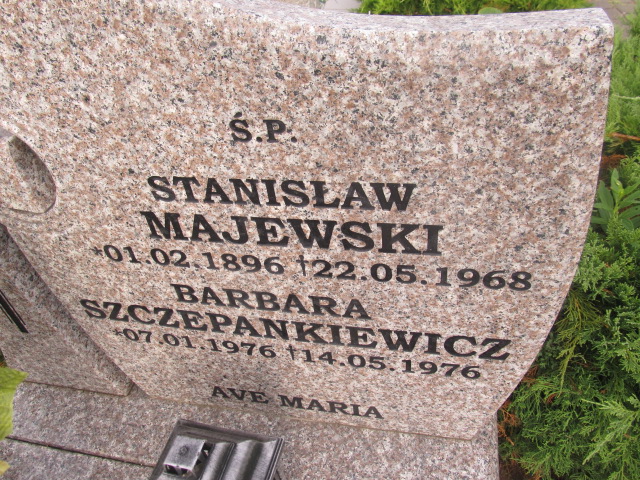 Ś.P.
STANISŁAW
MAJEWSKI
*01.02.1896 †22.05.1968
BARBARA
SZCZEPANKIEWICZ
*07.01.1976 †14.05.1976
AVE MARIA